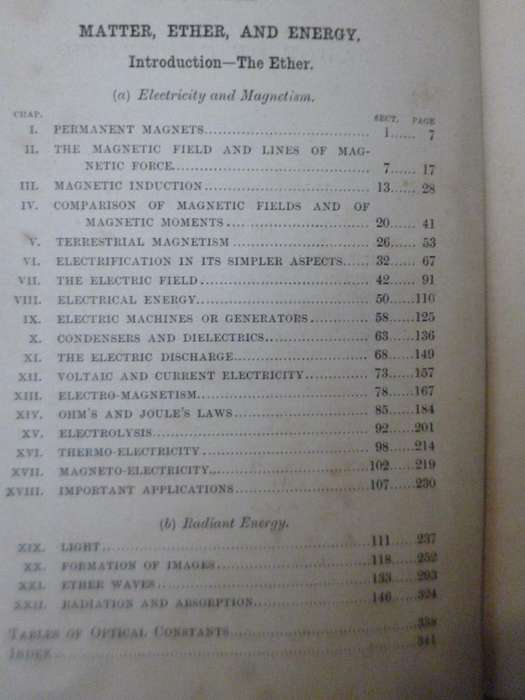 MATTER, ETHER, AND ENERGY.
Introduction—The Ether.
(a) Electricity and Magnetism.
CHAP. SECT. PAGE
I. PERMANENT MAGNETS........................ 1...... 7
II. THE MAGNETIC FIELD AND LINES OF MAG-
NETIC FORCE........................ 7...... 17
III. MAGNETIC INDUCTION........................ 13...... 28
IV. COMPARISON OF MAGNETIC FIELDS AND OF
MAGNETIC MOMENTS........................ 20...... 41
V. TERRESTRIAL MAGNETISM........................ 26...... 53
VI. ELECTRIFICATION IN ITS SIMPLER ASPECTS...... 32...... 67
VII. THE ELECTRIC FIELD........................ 42...... 91
VIII. ELECTRICAL ENERGY........................ 50......110
IX. ELECTRIC MACHINES OR GENERATORS............ 58......125
X. CONDENSERS AND DIELECTRICS.................. 63......136
XI. THE ELECTRIC DISCHARGE........................ 68......149
XII. VOLTAIC AND CURRENT ELECTRICITY............ 73......157
XIII. ELECTRO-MAGNETISM........................ 78......167
XIV. OHM'S AND JOULE'S LAWS........................ 85......184
XV. ELECTROLYSIS........................ 92......201
XVI. THERMO-ELECTRICITY........................ 98......214
XVII. MAGNETO-ELECTRICITY........................ 102......219
XVIII. IMPORTANT APPLICATIONS........................ 107......230
(b) Radiant Energy.
XIX. LIGHT........................ 111......237
XX. FORMATION OF IMAGES........................ 118......252
XXI. ETHER WAVES........................ 133......293
XXII. RADIATION AND ABSORPTION........................ 146......324
TABLES OF OPTICAL CONSTANTS........................ 338
INDEX........................ 341